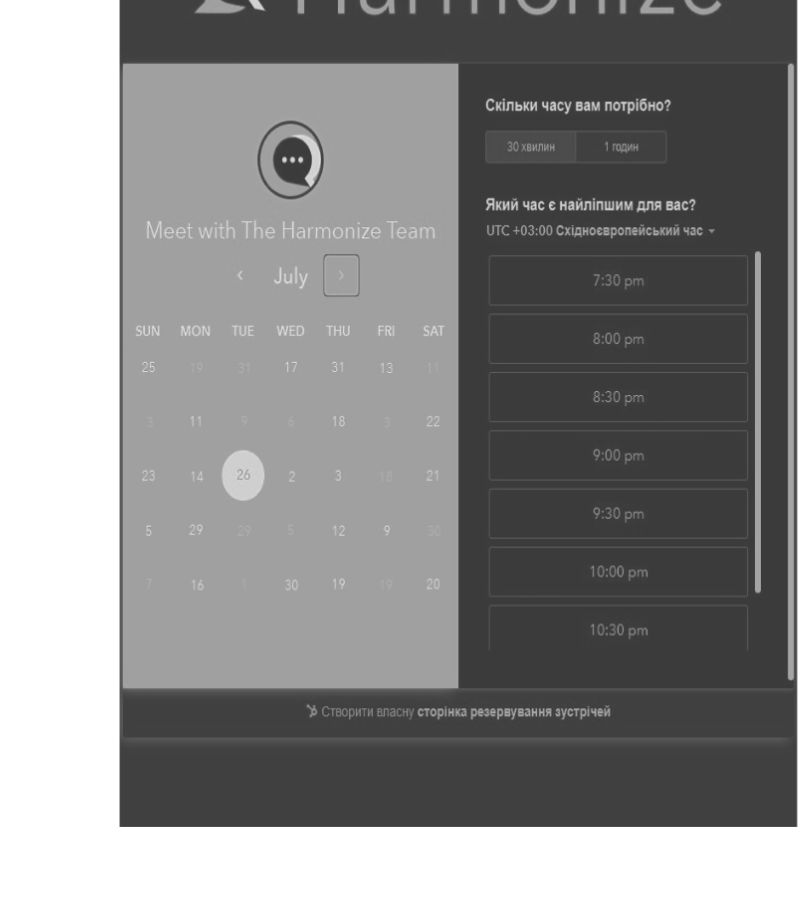 Harmonize
Meet with The Harmonize Team
‹ July ›
SUN MON TUE WED THU FRI SAT
25 19 31 17 31 13 11
3 11 9 6 18 3 22
23 14 26 2 3 18 21
5 29 29 5 12 9 30
7 16 1 30 19 19 20
Скільки часу вам потрібно?
30 хвилин 1 годин
Який час є найліпшим для вас?
UTC +03:00 Східноєвропейський час
7:30 pm
8:00 pm
8:30 pm
9:00 pm
9:30 pm
10:00 pm
10:30 pm
Створити власну сторінка резервування зустрічей